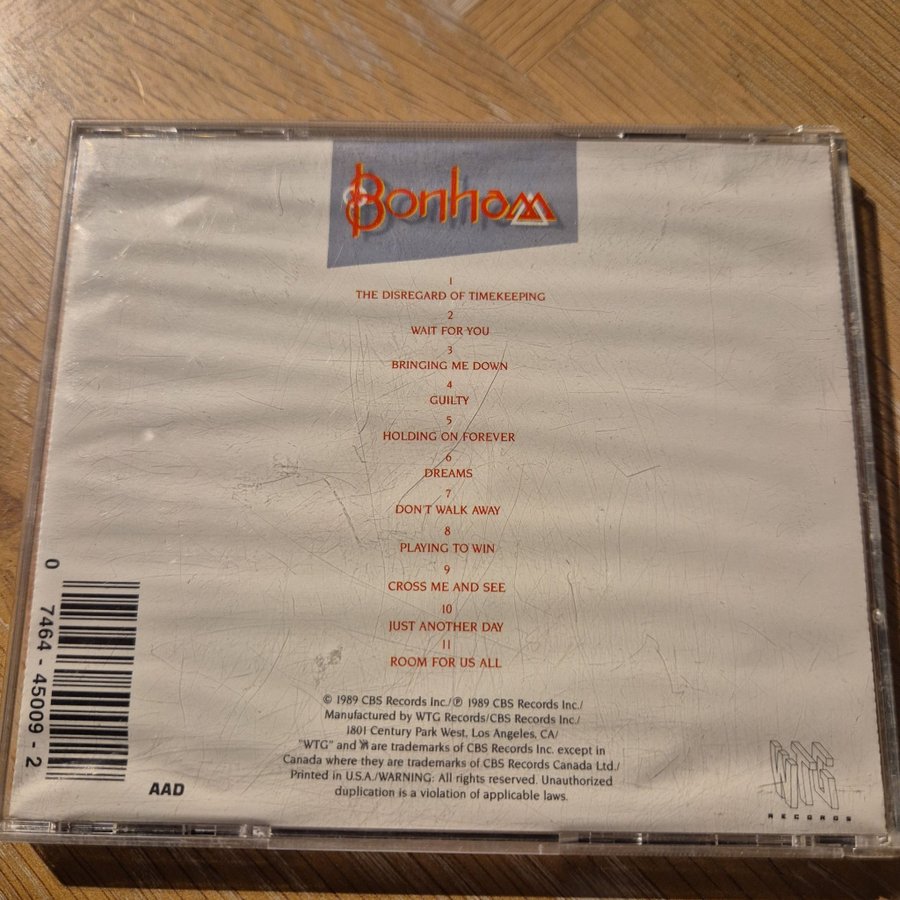 Bonham
1
THE DISREGARD OF TIMEKEEPING
2
WAIT FOR YOU
3
BRINGING ME DOWN
4
GUILTY
5
HOLDING ON FOREVER
6
DREAMS
7
DON'T WALK AWAY
8
PLAYING TO WIN
9
CROSS ME AND SEE
10
JUST ANOTHER DAY
11
ROOM FOR US ALL
© 1989 CBS Records Inc./℗ 1989 CBS Records Inc./
Manufactured by WTG Records/CBS Records Inc./
1801 Century Park West, Los Angeles, CA/
"WTG" and are trademarks of CBS Records Inc. except in
Canada where they are trademarks of CBS Records Canada Ltd./
Printed in U.S.A./WARNING: All rights reserved. Unauthorized
duplication is a violation of applicable laws.
0 7464-45009-2
AAD
WTG
RECORDS